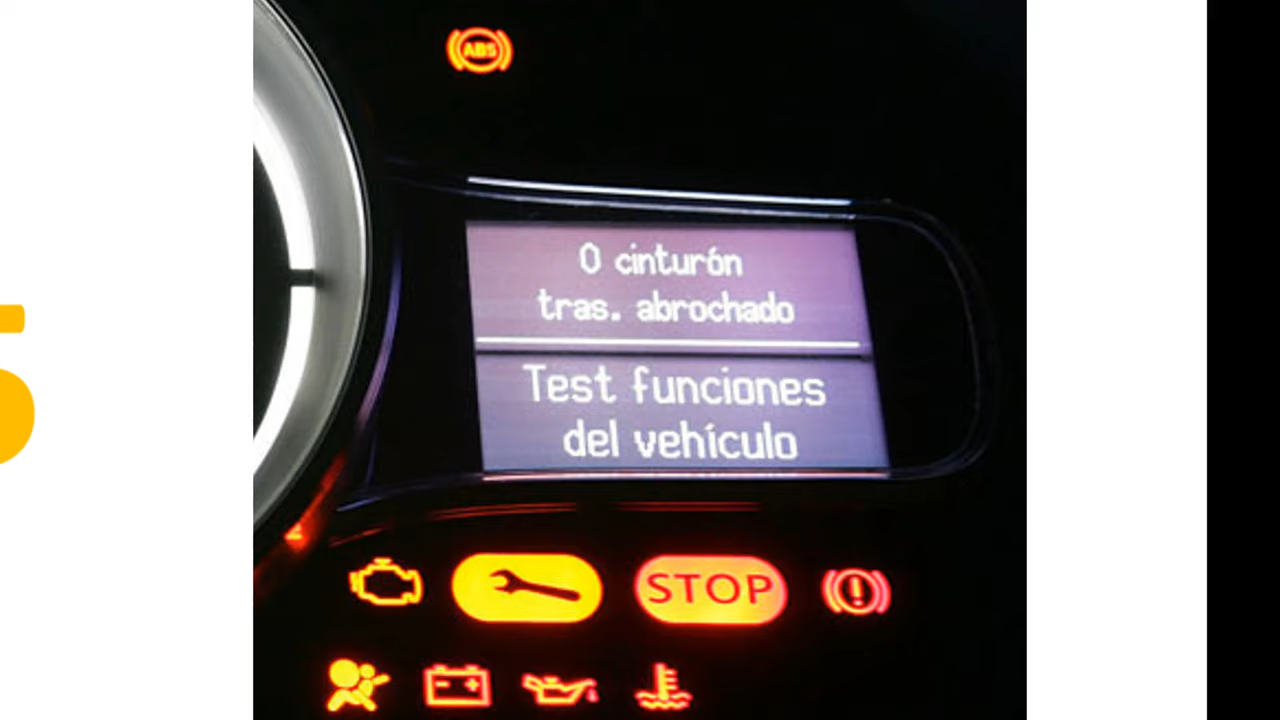 ABS
0 cinturón
tras. abrochado
Test funciones
del vehículo
STOP